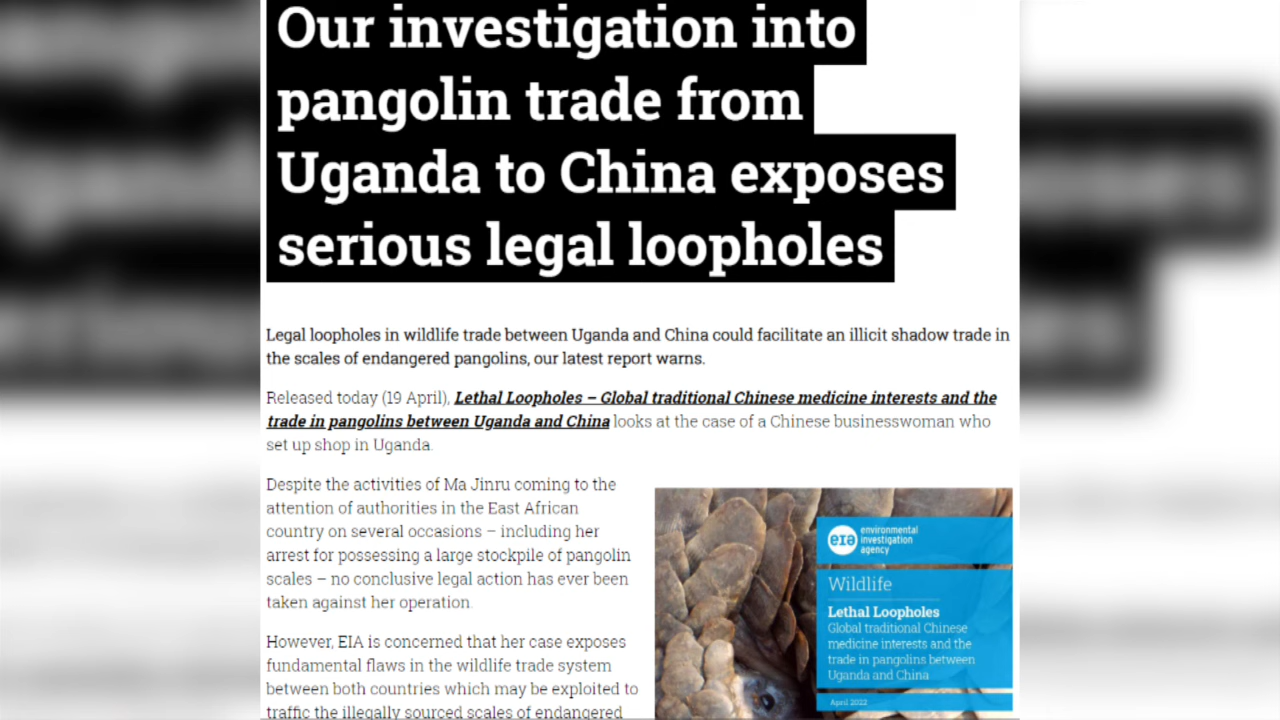 Our investigation into
pangolin trade from
Uganda to China exposes
serious legal loopholes
Legal loopholes in wildlife trade between Uganda and China could facilitate an illicit shadow trade in
the scales of endangered pangolins, our latest report warns.
Released today (19 April), Lethal Loopholes – Global traditional Chinese medicine interests and the
trade in pangolins between Uganda and China looks at the case of a Chinese businesswoman who
set up shop in Uganda.
Despite the activities of Ma Jinru coming to the
attention of authorities in the East African
country on several occasions – including her
arrest for possessing a large stockpile of pangolin
scales – no conclusive legal action has ever been
taken against her operation.
However, EIA is concerned that her case exposes
fundamental flaws in the wildlife trade system
between both countries which may be exploited to
traffic the illegally sourced scales of endangered
eia environmental
investigation
agency
Wildlife
Lethal Loopholes
Global traditional Chinese
medicine interests and the
trade in pangolins between
Uganda and China
April 2022